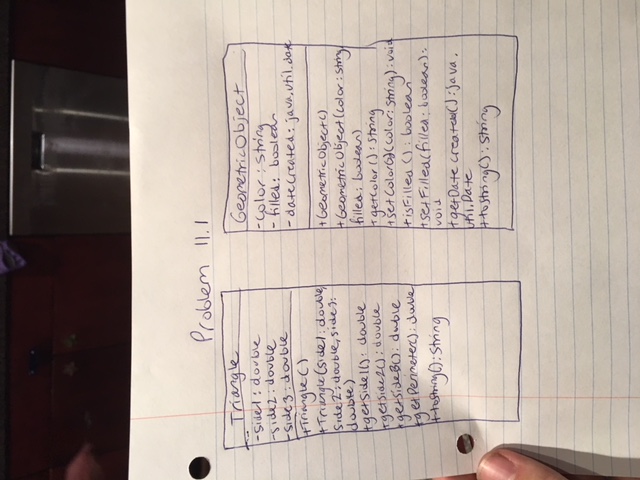 Problem 11.1
Triangle
-side1: double
-side2: double
-side3: double
+Triangle()
+Triangle(side1: double,
side2: double, side3:
double)
+getSide1(): double
+getSide2(): double
+getSide3(): double
+getPerimeter(): double
+toString(): String
GeometricObject
-color: String
-filled: boolean
-dateCreated: java.util.date
+GeometricObject()
+GeometricObject(color: string
filled: boolean)
+getColor(): String
+setColor(color: String): void
+isFilled(): boolean
+setFilled(filled: boolean):
void
+getDateCreated(): java.
util.Date
+toString(): String